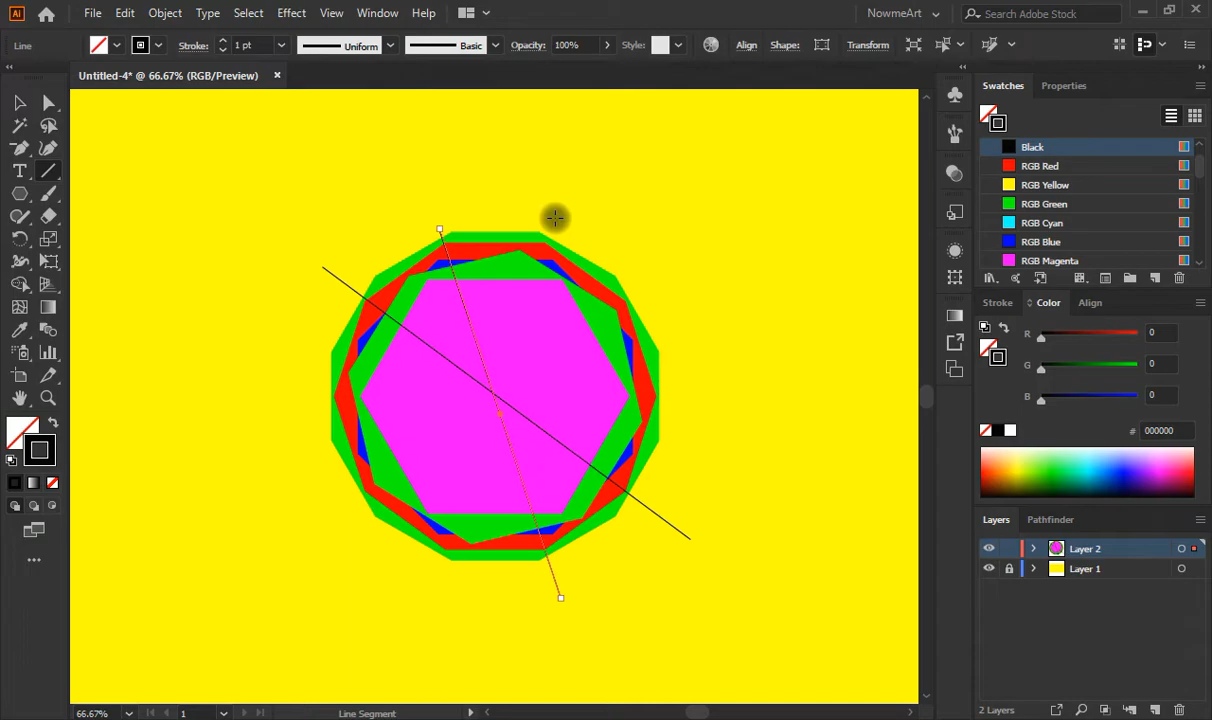 Ai File Edit Object Type Select Effect View Window Help NowmeArt Search Adobe Stock
Line Stroke: 1 pt Uniform Basic Opacity: 100% Style: Align Shape: Transform
Untitled-4* @ 66.67% (RGB/Preview)
Swatches Properties
Black
RGB Red
RGB Yellow
RGB Green
RGB Cyan
RGB Blue
RGB Magenta
Stroke Color Align
R 0
G 0
B 0
# 000000
Layers Pathfinder
Layer 2
Layer 1
2 Layers
66.67% 1 Line Segment